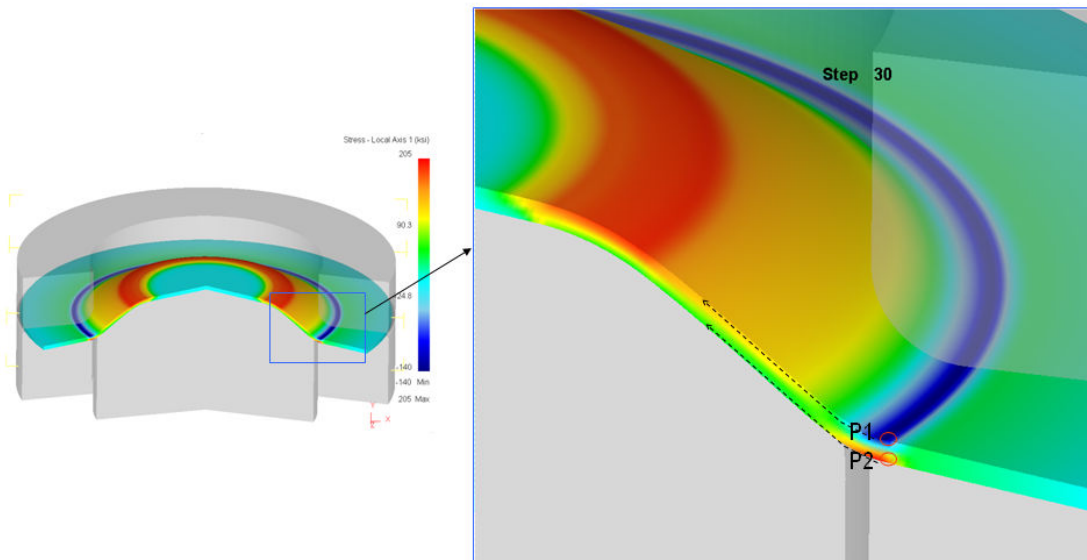 Stress - Local Axis 1 (ksi)
205
90.3
-24.8
-140
-140 Min
205 Max
X
Step 30
P1
P2